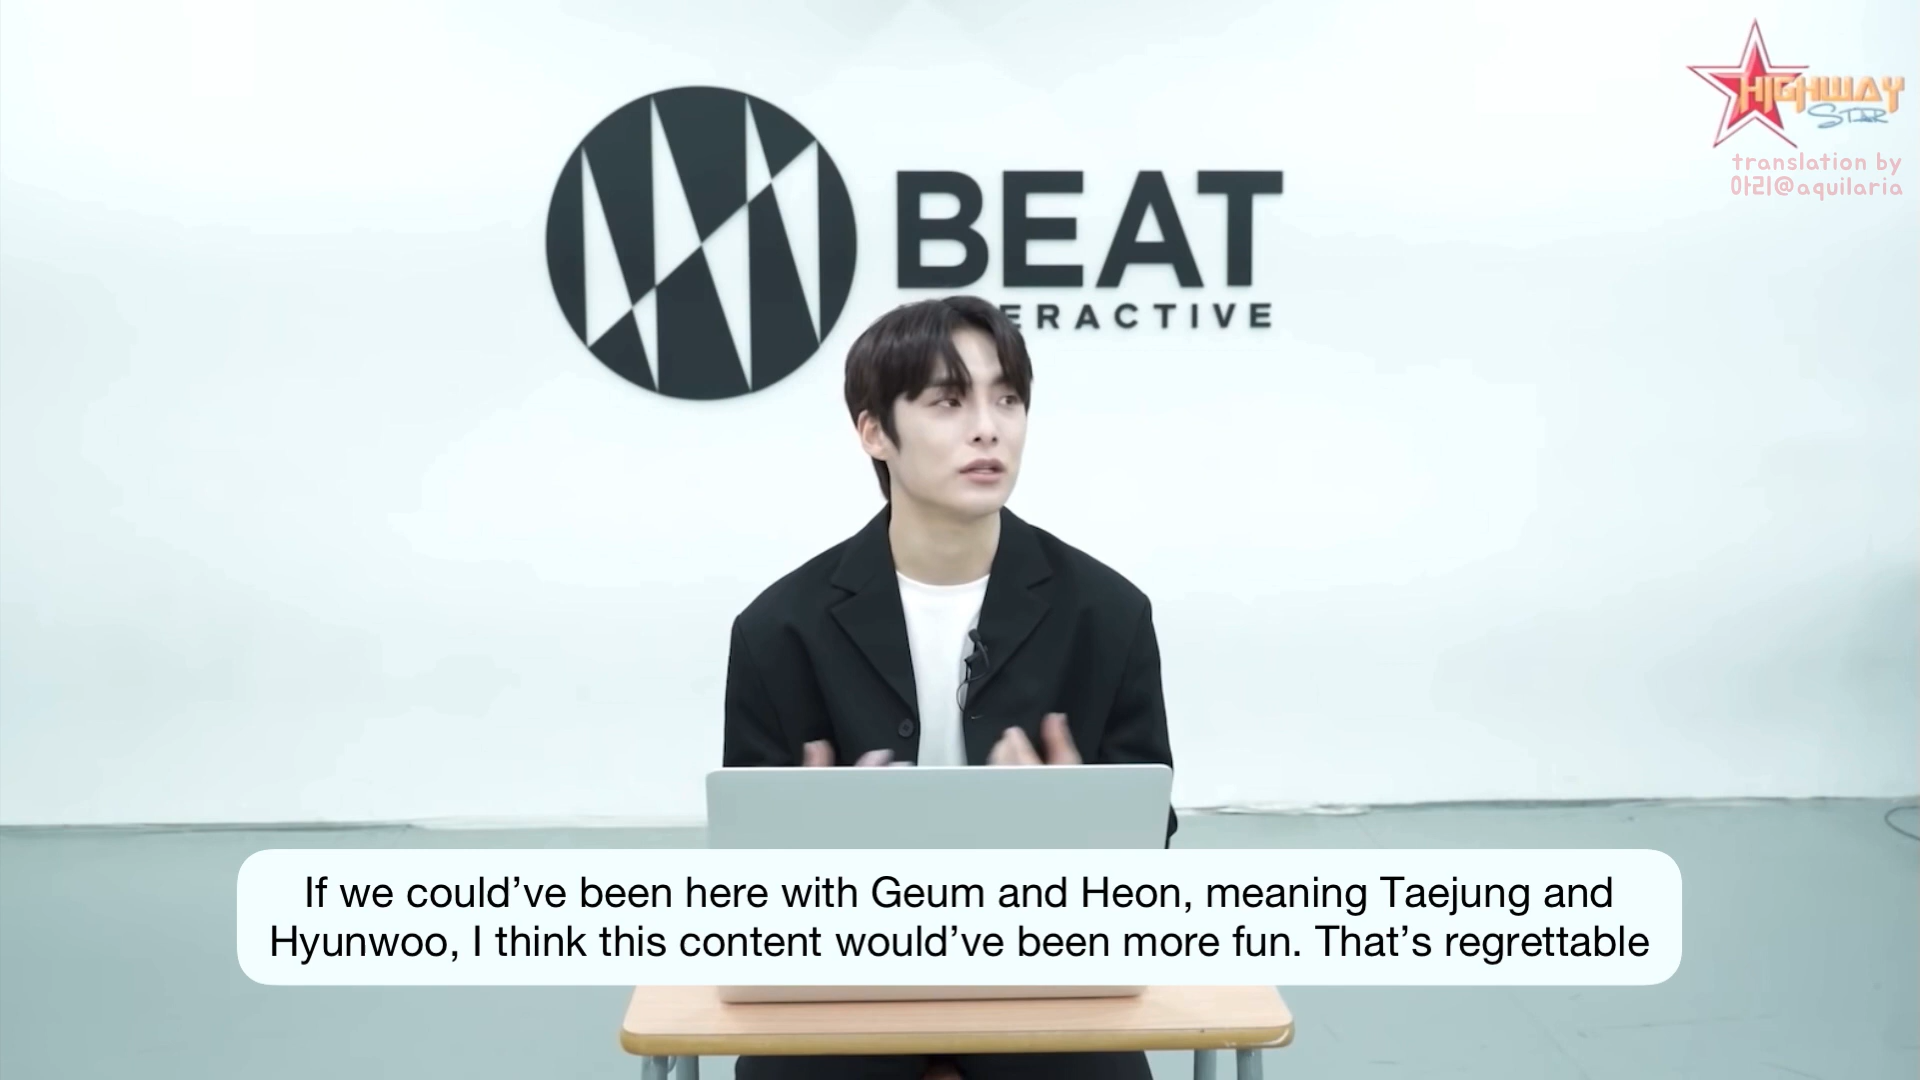 HIGHWAY
STAR
translation by
아리@aquilaria
BEAT
ERACTIVE
If we could’ve been here with Geum and Heon, meaning Taejung and
Hyunwoo, I think this content would’ve been more fun. That’s regrettable